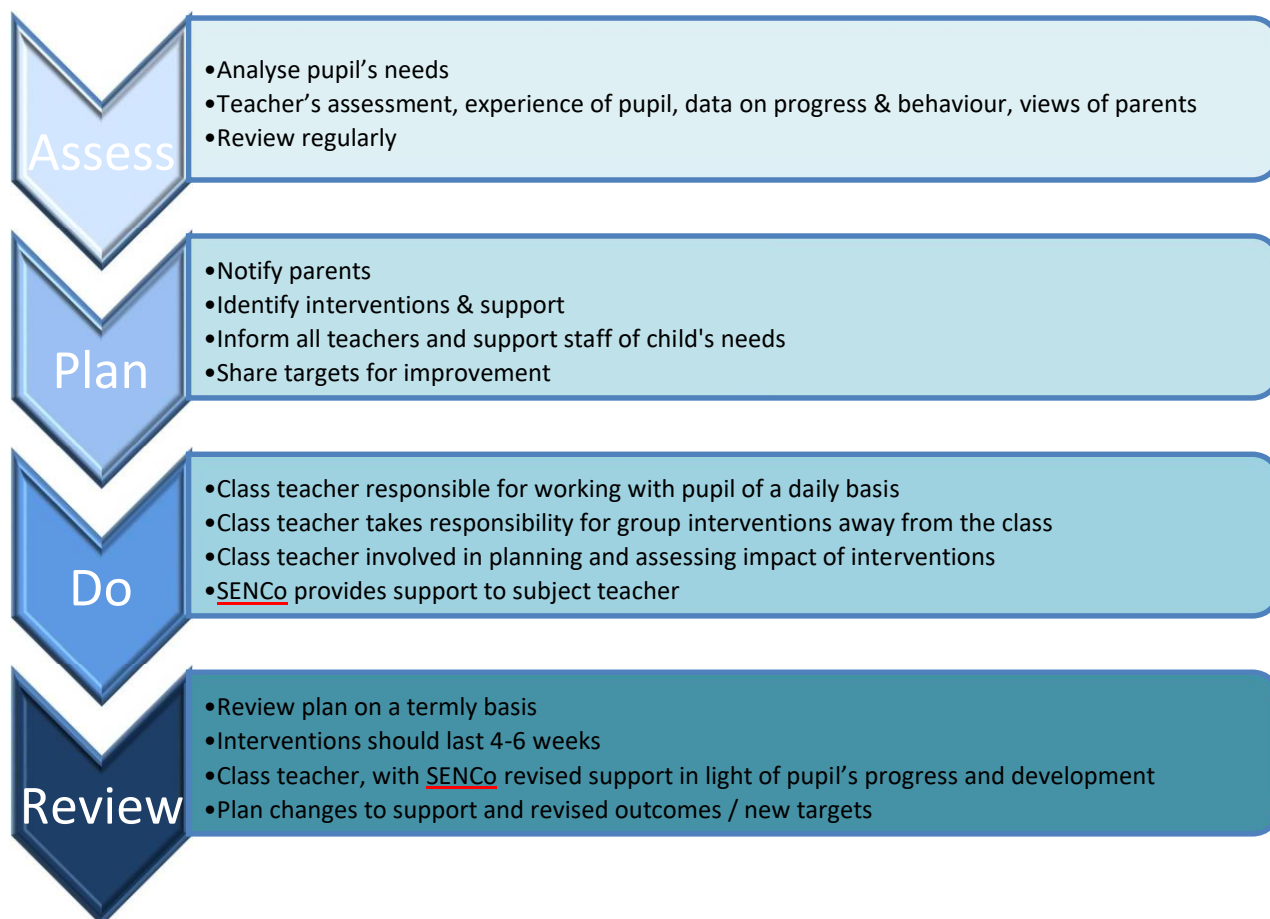 Assess
•Analyse pupil’s needs
•Teacher’s assessment, experience of pupil, data on progress & behaviour, views of parents
•Review regularly
Plan
•Notify parents
•Identify interventions & support
•Inform all teachers and support staff of child's needs
•Share targets for improvement
Do
•Class teacher responsible for working with pupil of a daily basis
•Class teacher takes responsibility for group interventions away from the class
•Class teacher involved in planning and assessing impact of interventions
•SENCo provides support to subject teacher
Review
•Review plan on a termly basis
•Interventions should last 4-6 weeks
•Class teacher, with SENCo revised support in light of pupil’s progress and development
•Plan changes to support and revised outcomes / new targets